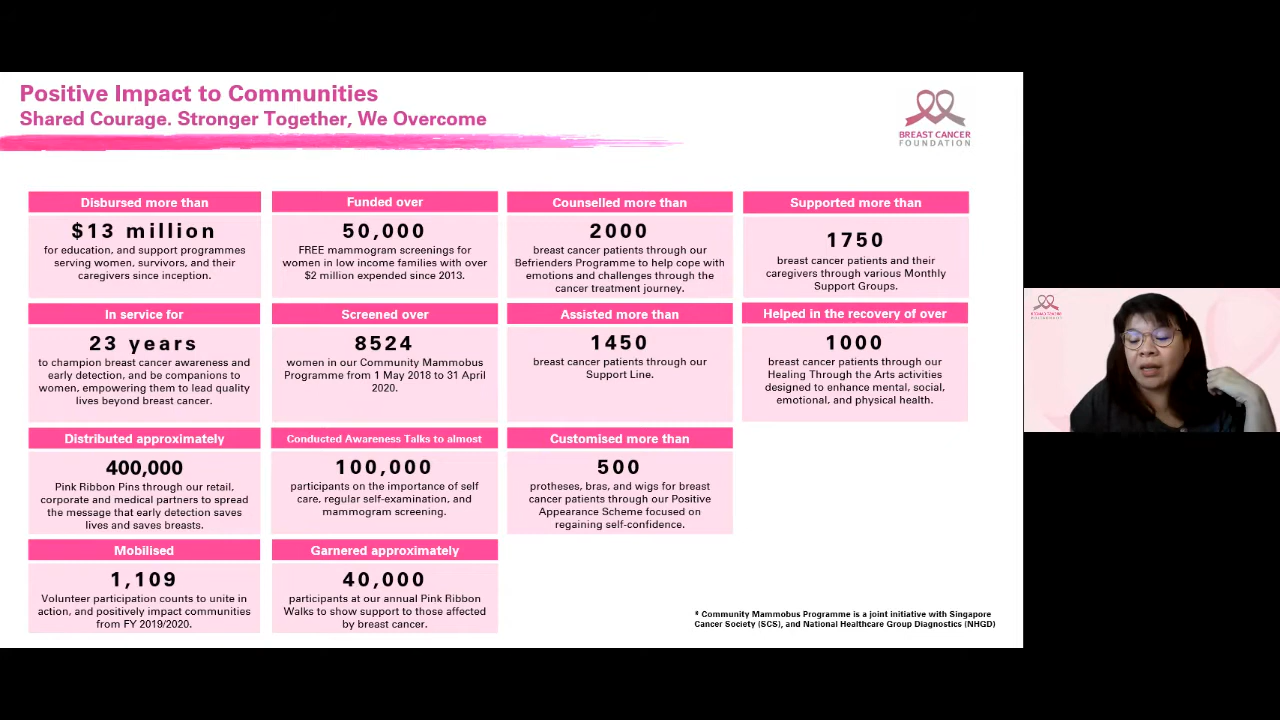 Positive Impact to Communities
Shared Courage. Stronger Together, We Overcome
BREAST CANCER
FOUNDATION
Disbursed more than
$13 million
for education, and support programmes
serving women, survivors, and their
caregivers since inception.
Funded over
50,000
FREE mammogram screenings for
women in low income families with over
$2 million expended since 2013.
Counselled more than
2000
breast cancer patients through our
Befrienders Programme to help cope with
emotions and challenges through the
cancer treatment journey.
Supported more than
1750
breast cancer patients and their
caregivers through various Monthly
Support Groups.
In service for
23 years
to champion breast cancer awareness and
early detection, and be companions to
women, empowering them to lead quality
lives beyond breast cancer.
Screened over
8524
women in our Community Mammobus
Programme from 1 May 2018 to 31 April
2020.
Assisted more than
1450
breast cancer patients through our
Support Line.
Helped in the recovery of over
1000
breast cancer patients through our
Healing Through the Arts activities
designed to enhance mental, social,
emotional, and physical health.
Distributed approximately
400,000
Pink Ribbon Pins through our retail,
corporate and medical partners to spread
the message that early detection saves
lives and saves breasts.
Conducted Awareness Talks to almost
100,000
participants on the importance of self
care, regular self-examination, and
mammogram screening.
Customised more than
500
protheses, bras, and wigs for breast
cancer patients through our Positive
Appearance Scheme focused on
regaining self-confidence.
Mobilised
1,109
Volunteer participation counts to unite in
action, and positively impact communities
from FY 2019/2020.
Garnered approximately
40,000
participants at our annual Pink Ribbon
Walks to show support to those affected
by breast cancer.
* Community Mammobus Programme is a joint initiative with Singapore
Cancer Society (SCS), and National Healthcare Group Diagnostics (NHGD)